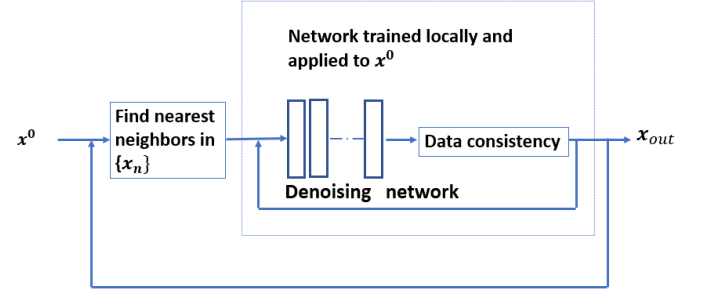 Network trained locally and
applied to x⁰
x⁰
Find nearest
neighbors in
{xₙ}
Data consistency
x_out
Denoising network